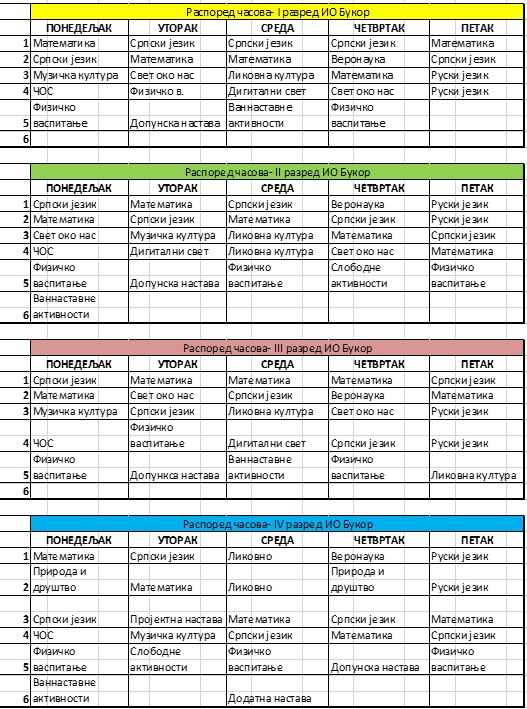 Распоред часова- I разред ИО Букор
ПОНЕДЕЉАК УТОРАК СРЕДА ЧЕТВРТАК ПЕТАК
1 Математика Српски језик Српски језик Српски језик Математика
2 Српски језик Математика Математика Веронаука Српски језик
3 Музичка култура Свет око нас Ликовна култура Математика Руски језик
4 ЧОС Физичко в. Дигитални свет Свет око нас Руски језик
Физичко Ваннаставне Физичко
5 васпитање Допунска настава активности васпитање
6
Распоред часова- II разред ИО Букор
ПОНЕДЕЉАК УТОРАК СРЕДА ЧЕТВРТАК ПЕТАК
1 Српски језик Математика Српски језик Веронаука Руски језик
2 Математика Српски језик Математика Српски језик Руски језик
3 Свет око нас Музичка култура Ликовна култура Математика Српски језик
4 ЧОС Дигитални свет Ликовна култура Свет око нас Математика
Физичко Физичко Слободне Физичко
5 васпитање Допунска настава васпитање активности васпитање
Ваннаставне
6 активности
Распоред часова- III разред ИО Букор
ПОНЕДЕЉАК УТОРАК СРЕДА ЧЕТВРТАК ПЕТАК
1 Српски језик Математика Математика Математика Српски језик
2 Математика Свет око нас Српски језик Веронаука Математика
3 Музичка култура Српски језик Ликовна култура Свет око нас Руски језик
Физичко
4 ЧОС васпитање Дигитални свет Српски језик Руски језик
Физичко Ваннаставне Физичко
5 васпитање Допункса настава активности васпитање Ликовна култура
6
Распоред часова- IV разред ИО Букор
ПОНЕДЕЉАК УТОРАК СРЕДА ЧЕТВРТАК ПЕТАК
1 Математика Српски језик Ликовно Веронаука Руски језик
Природа и Природа и
2 друштво Математика Ликовно друштво Руски језик
3 Српски језик Пројектна настава Математика Српски језик Математика
4 ЧОС Музичка култура Српски језик Математика Српски језик
Физичко Слободне Физичко Физичко
5 васпитање активности васпитање Допунска настава васпитање
Ваннаставне
6 активности Додатна настава